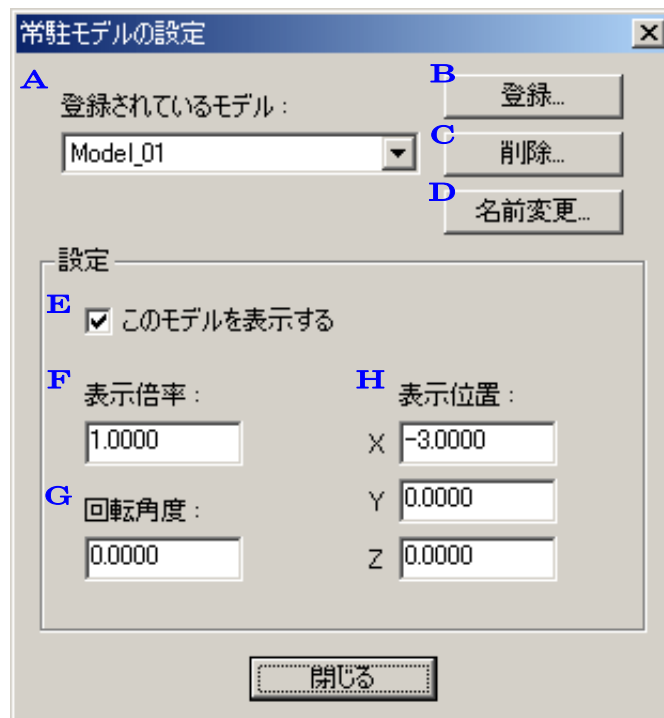 常駐モデルの設定
A
登録されているモデル：
Model_01
B
登録...
C
削除...
D
名前変更...
設定
E
このモデルを表示する
F
表示倍率：
1.0000
G
回転角度：
0.0000
H
表示位置：
X -3.0000
Y 0.0000
Z 0.0000
閉じる